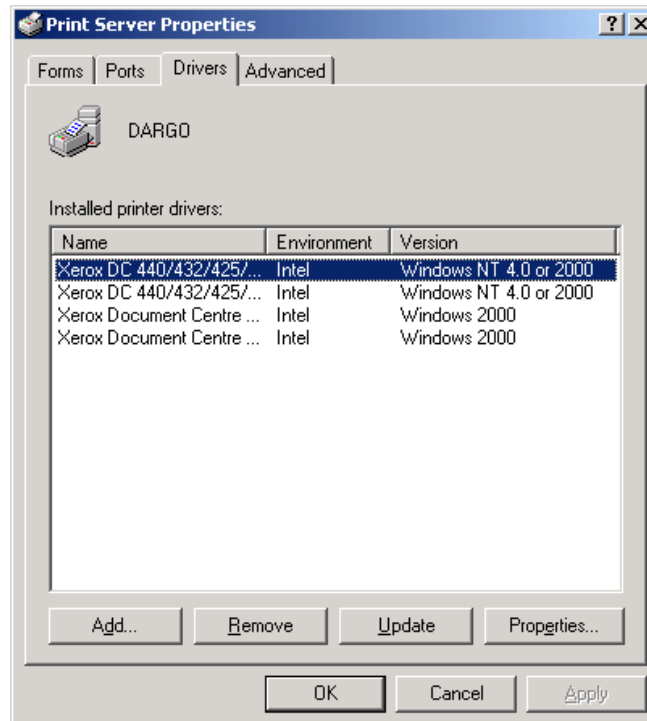 Print Server Properties
Forms Ports Drivers Advanced
DARGO
Installed printer drivers:
Name Environment Version
Xerox DC 440/432/425/... Intel Windows NT 4.0 or 2000
Xerox DC 440/432/425/... Intel Windows NT 4.0 or 2000
Xerox Document Centre ... Intel Windows 2000
Xerox Document Centre ... Intel Windows 2000
Add... Remove Update Properties...
OK Cancel Apply